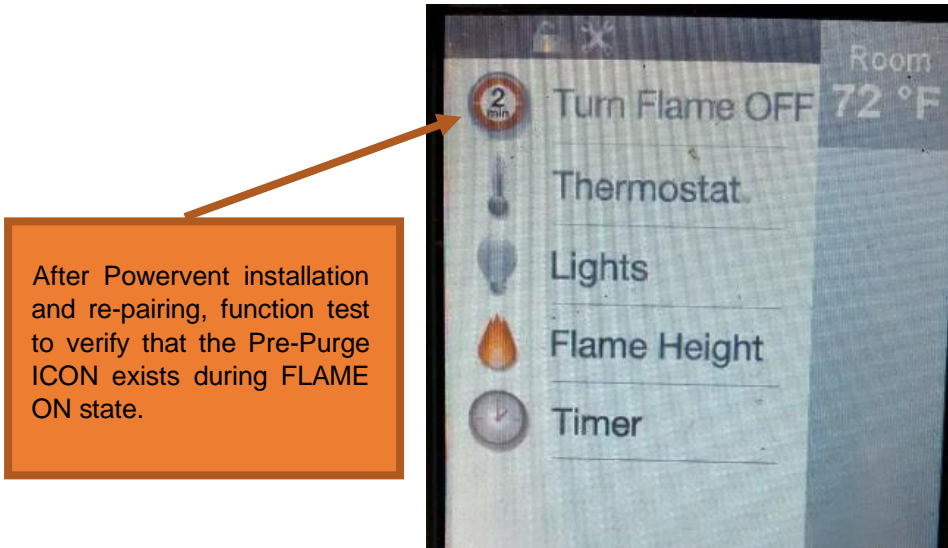 After Powervent installation
and re-pairing, function test
to verify that the Pre-Purge
ICON exists during FLAME
ON state.
Room
72 °F
2
min
Turn Flame OFF
Thermostat
Lights
Flame Height
Timer